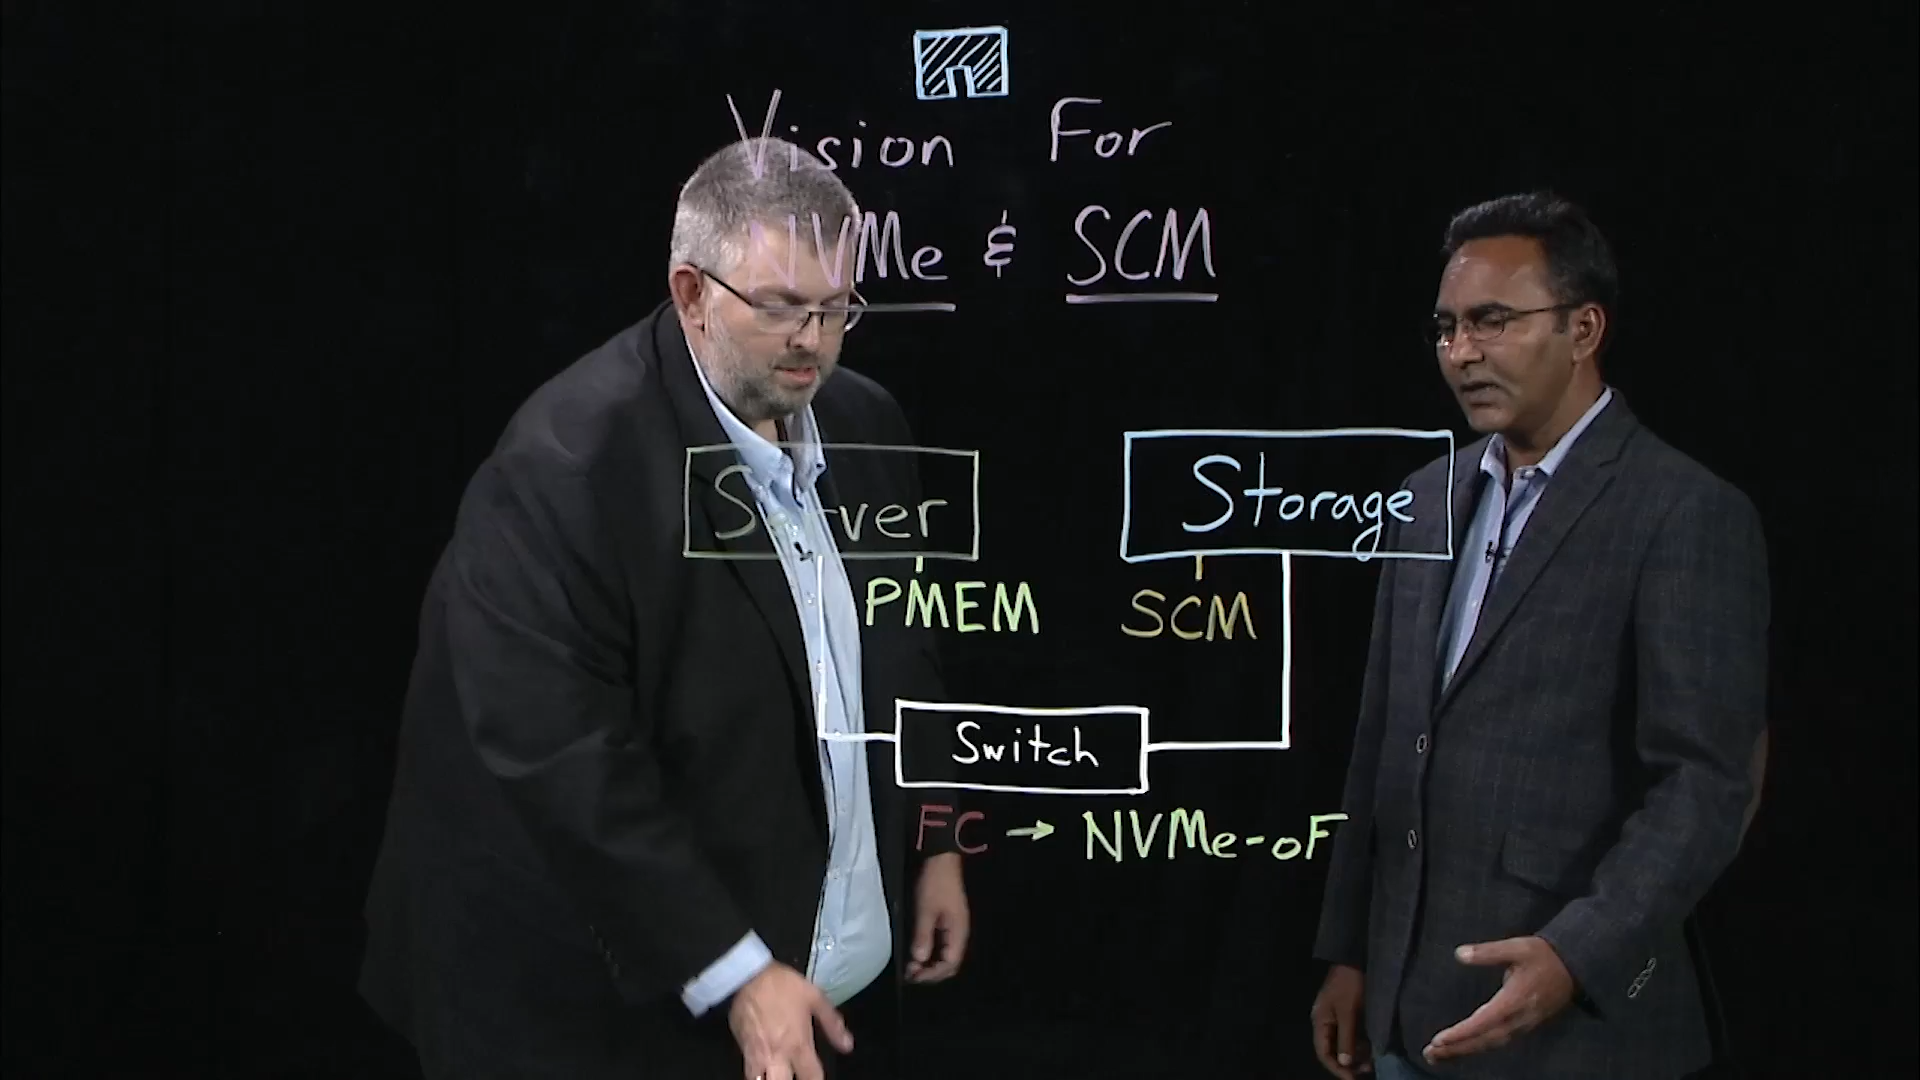 Vision For
NVMe & SCM
Server
Storage
PMEM
SCM
Switch
FC → NVMe-oF